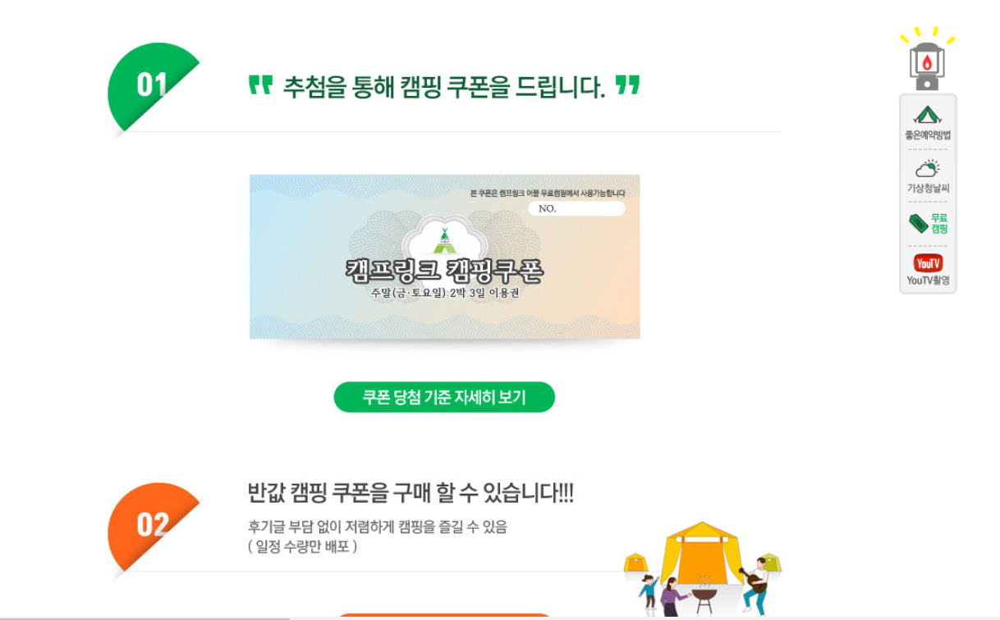 01
추첨을 통해 캠핑 쿠폰을 드립니다.
본 쿠폰은 캠프링크 어플 무료캠핑에서 사용가능합니다
NO.
캠프링크 캠핑쿠폰
주말(금·토요일) 2박 3일 이용권
쿠폰 당첨 기준 자세히 보기
02
반값 캠핑 쿠폰을 구매 할 수 있습니다!!!
후기글 부담 없이 저렴하게 캠핑을 즐길 수 있음
( 일정 수량만 배포 )
좋은예약방법
기상청날씨
무료
캠핑
YouTV
YouTV촬영